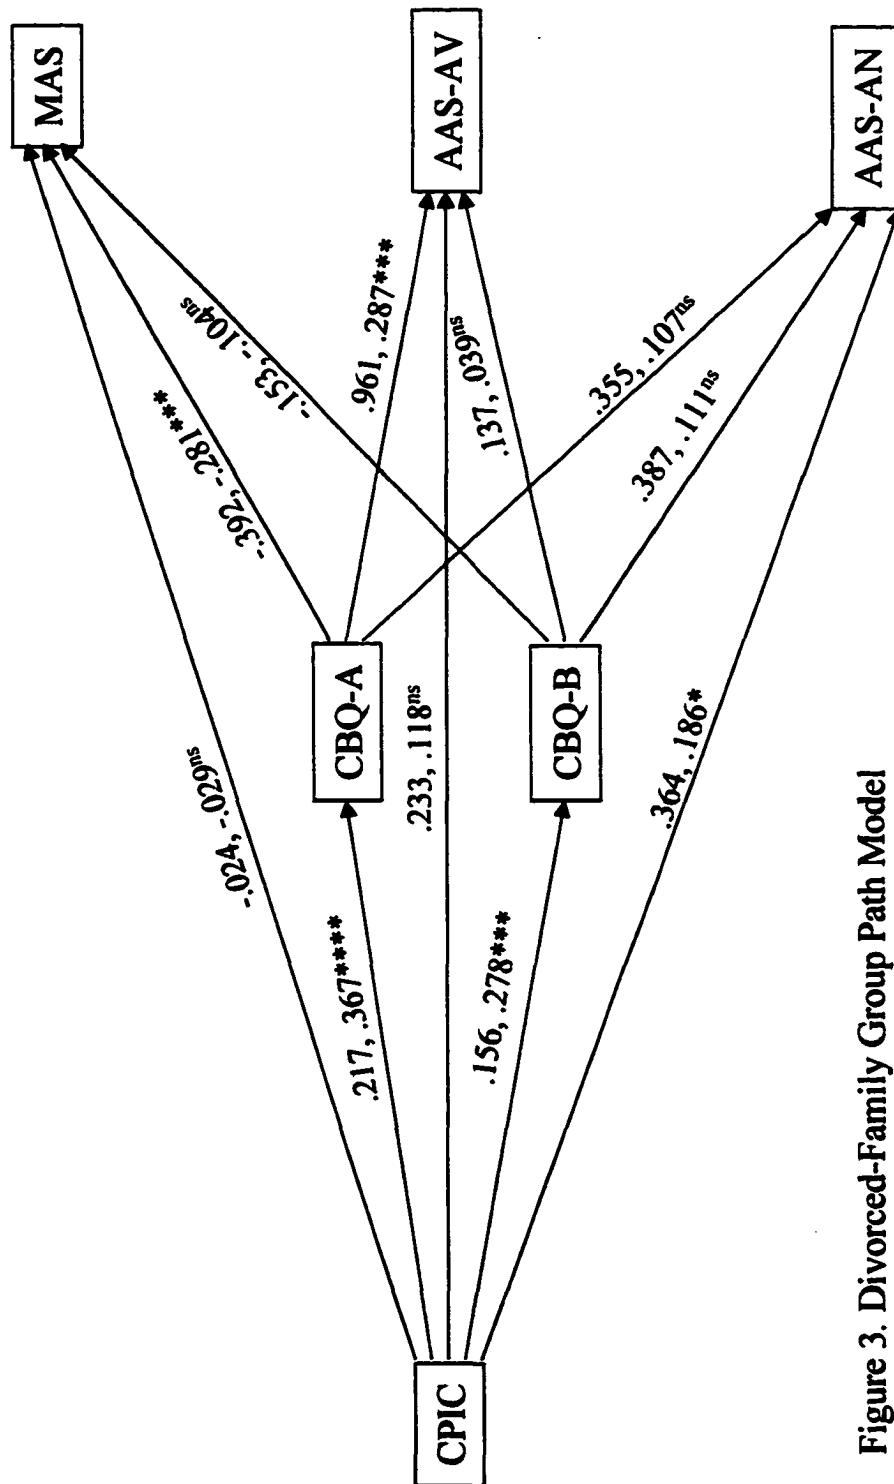 MAS
-.024, -.029ns
-.392, -.281***
-.153, -.104ns
CBQ-A
.961, .287***
.217, .367****
AAS-AV
CPIC
.233, .118ns
.137, .039ns
.156, .278***
CBQ-B
.355, .107ns
.387, .111ns
.364, .186*
AAS-AN
Figure 3. Divorced-Family Group Path Model